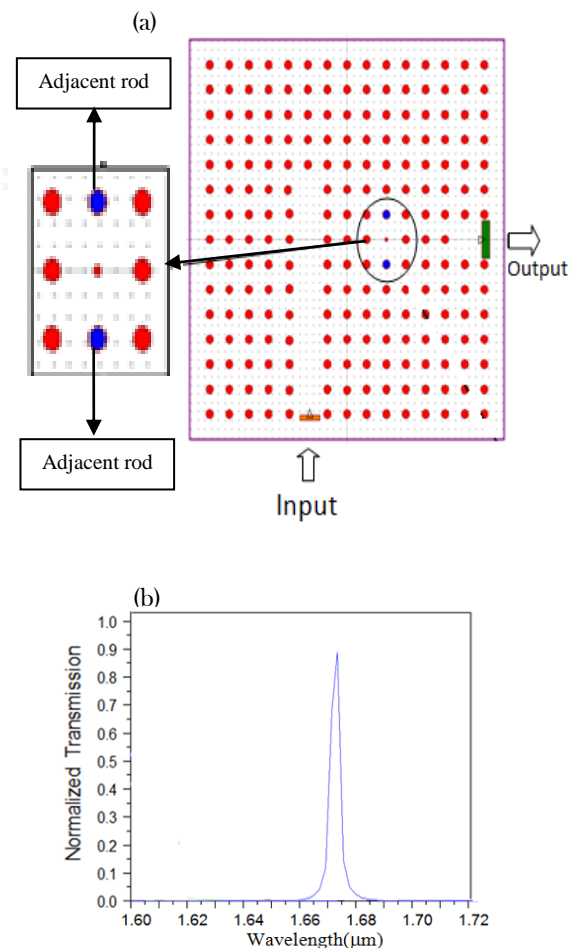 (a)
Adjacent rod
Output
Adjacent rod
Input
(b)
Normalized Transmission
1.0
0.9
0.8
0.7
0.6
0.5
0.4
0.3
0.2
0.1
0.0
1.60 1.62 1.64 1.66 1.68 1.70 1.72
Wavelength(µm)